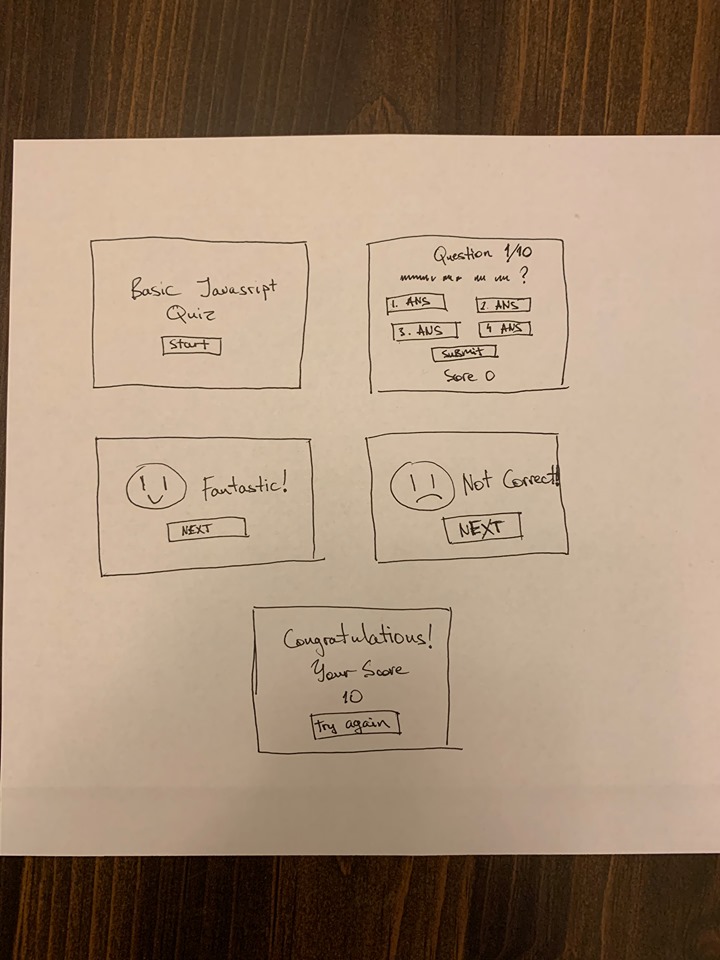 Basic Javasript
Quiz
Start
Question 1/10
?
1. ANS
2. ANS
3. ANS
4 ANS
SUBMIT
Score 0
Fantastic!
NEXT
Not Correct!
NEXT
Congratulations!
Your Score
10
try again